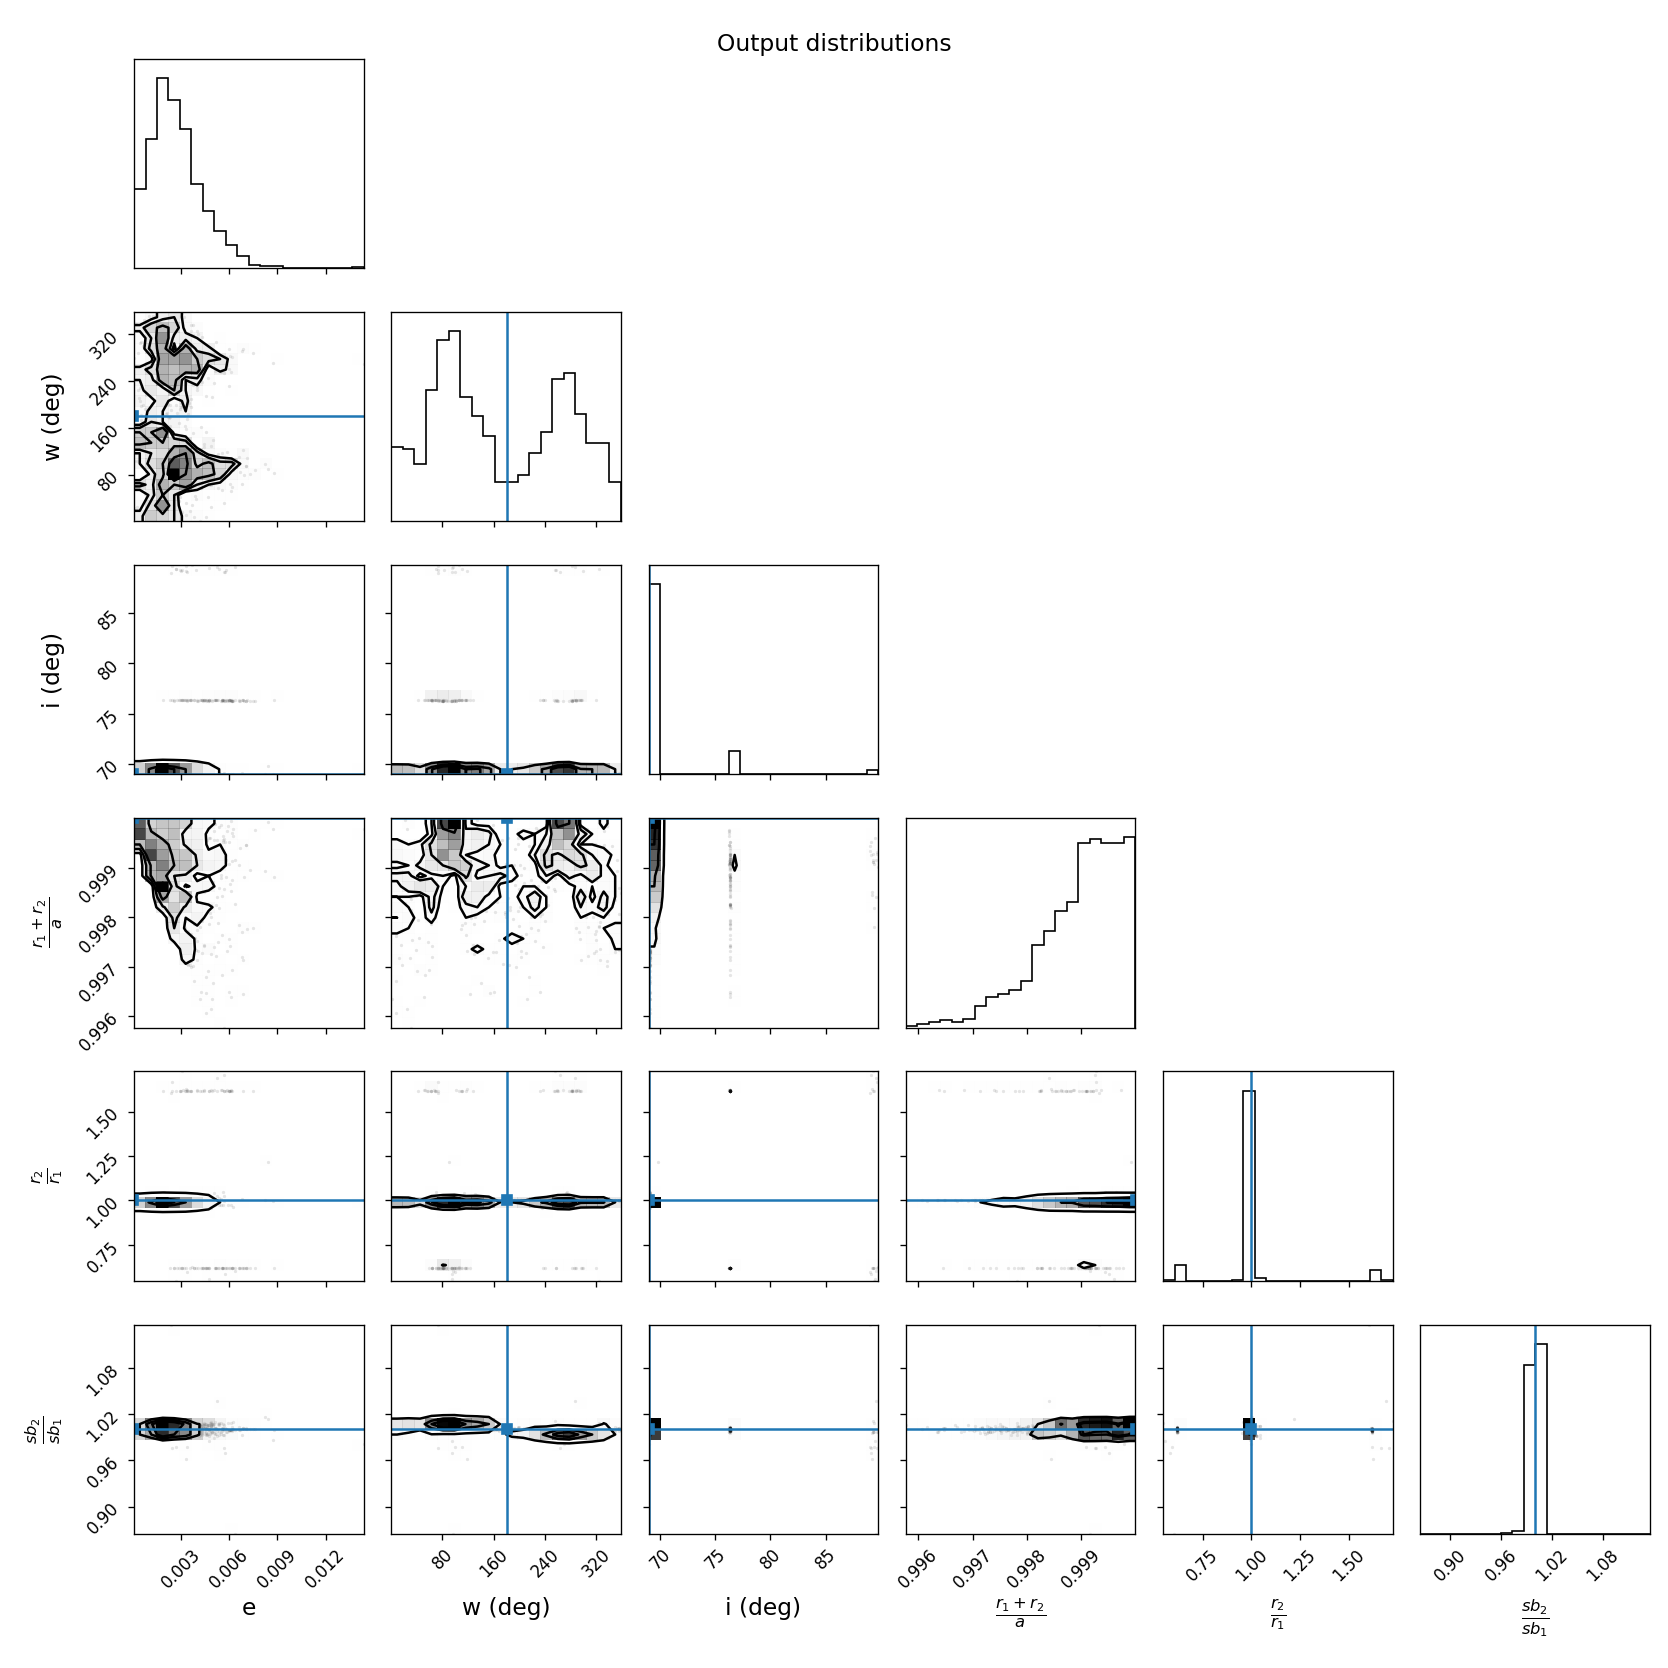 Output distributions
w (deg)
320
240
160
80
i (deg)
85
80
75
70
r₁ + r₂ / a
0.999
0.998
0.997
0.996
r₂ / r₁
1.50
1.25
1.00
0.75
sb₂ / sb₁
1.08
1.02
0.96
0.90
0.003 0.006 0.009 0.012
80 160 240 320
70 75 80 85
0.996 0.997 0.998 0.999
0.75 1.00 1.25 1.50
0.90 0.96 1.02 1.08
e
w (deg)
i (deg)
r₁ + r₂ / a
r₂ / r₁
sb₂ / sb₁